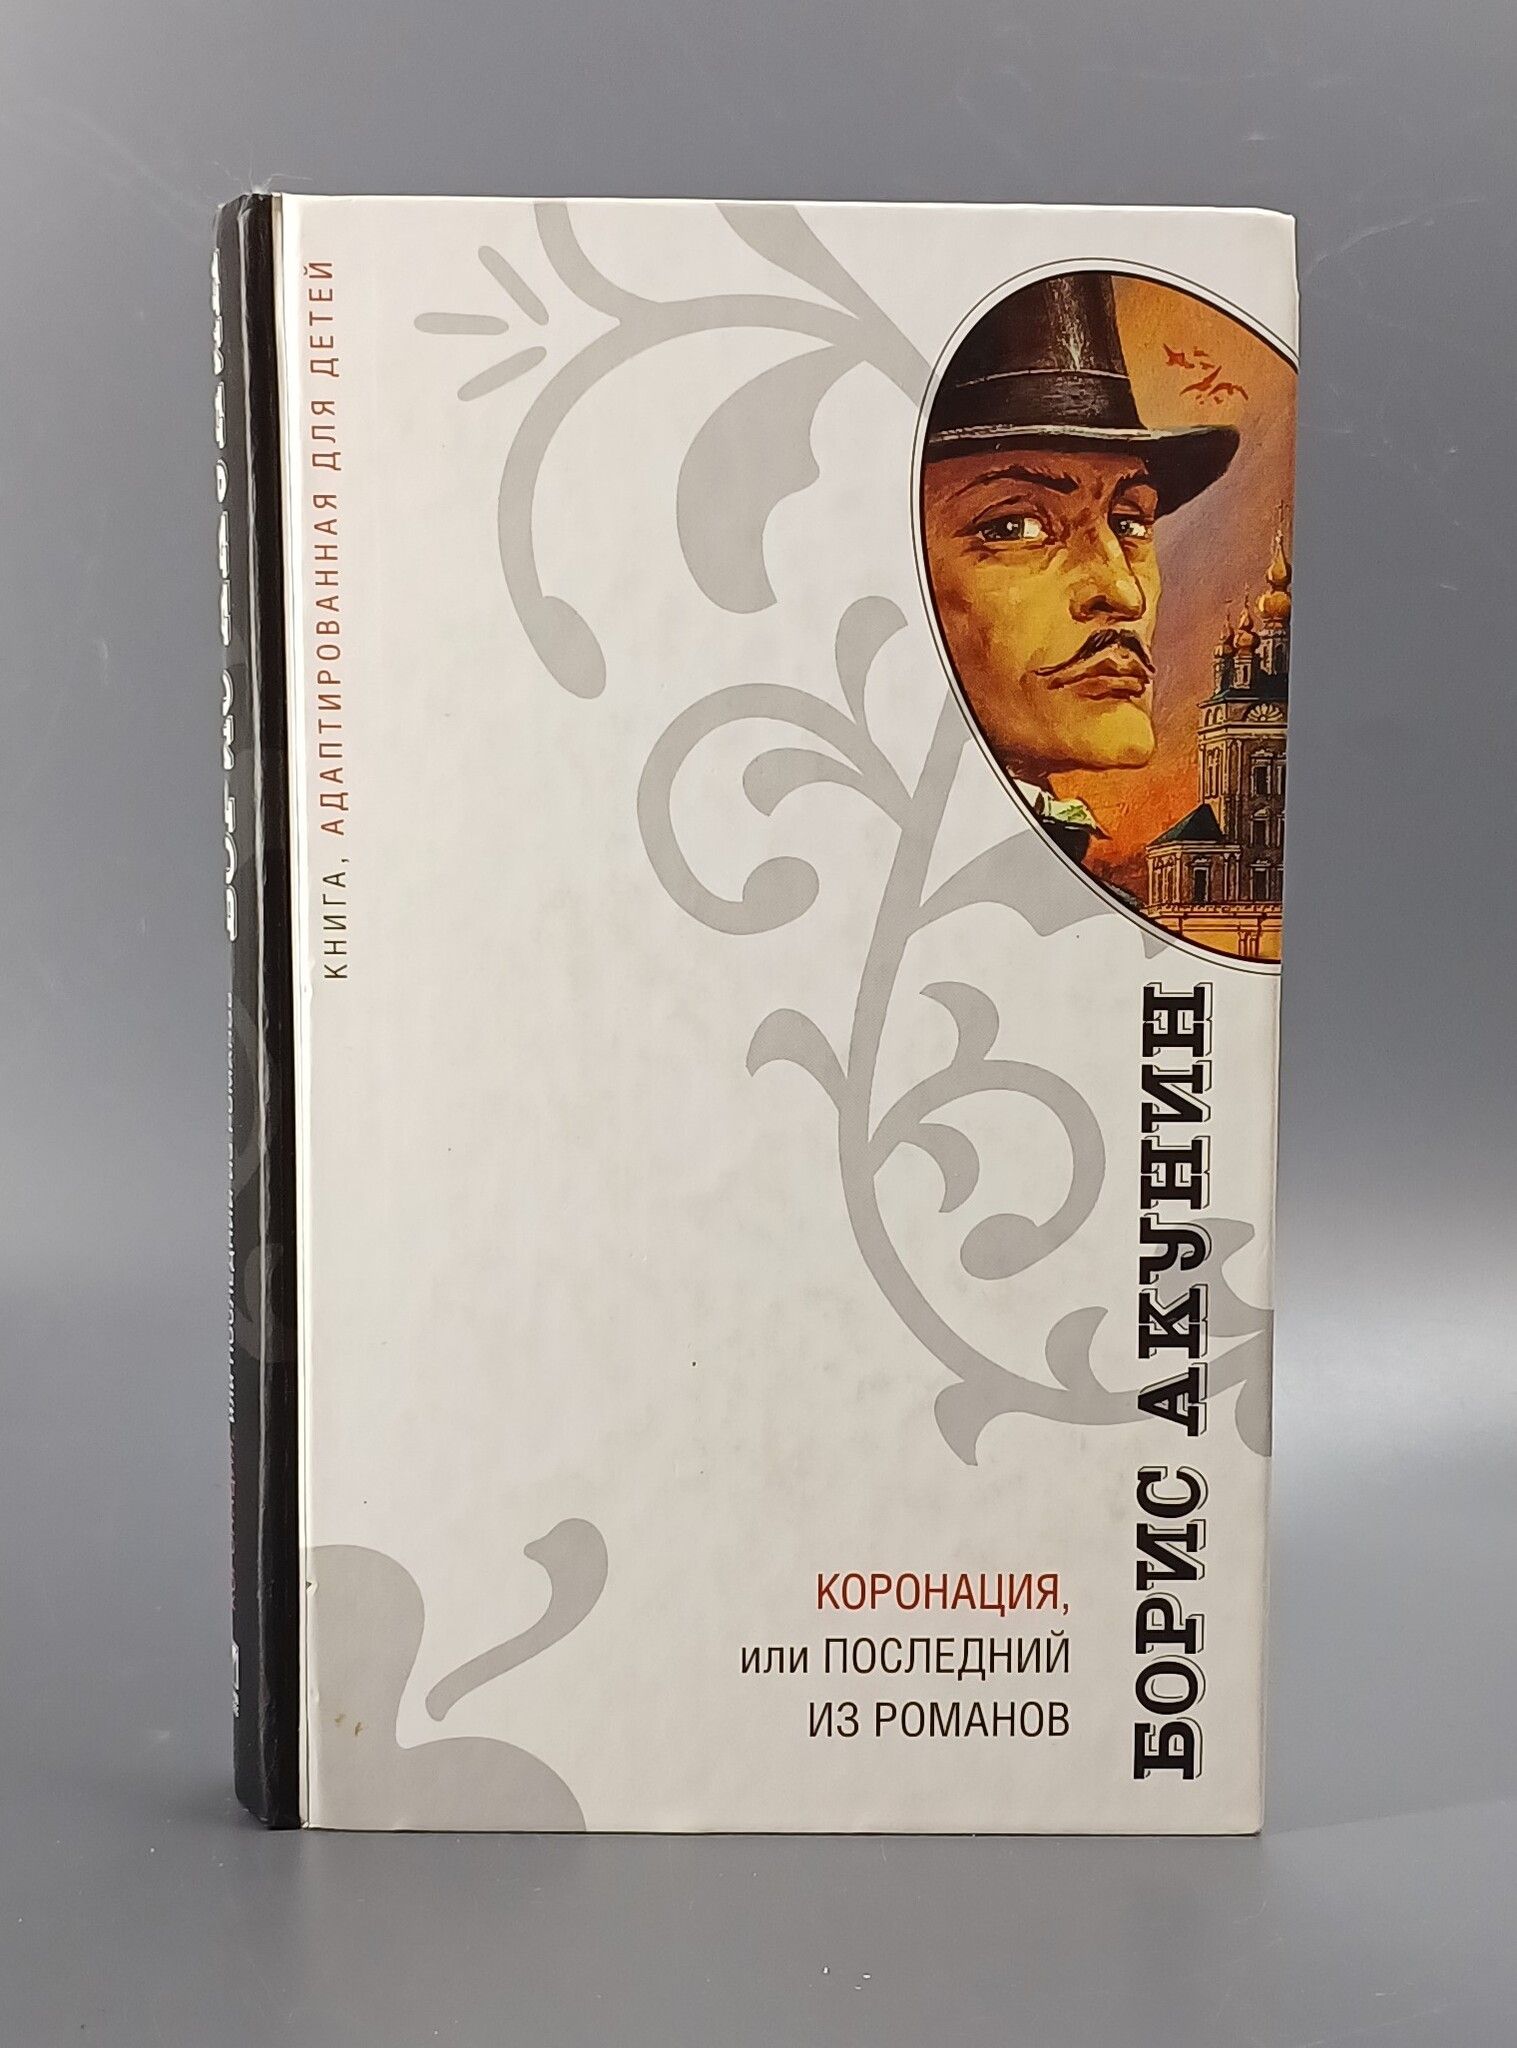 КНИГА, АДАПТИРОВАННАЯ ДЛЯ ДЕТЕЙ
БОРИС АКУНИН
КОРОНАЦИЯ,
или ПОСЛЕДНИЙ
ИЗ РОМАНОВ